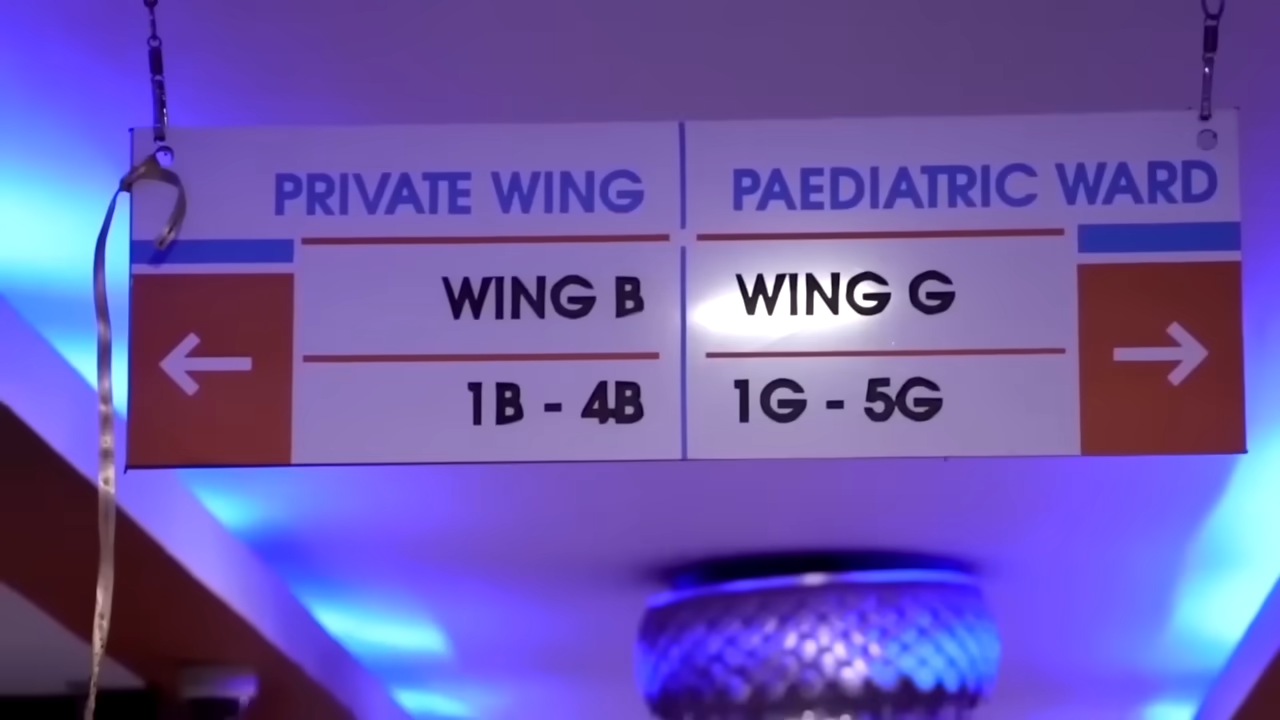 PRIVATE WING
WING B
1B - 4B
PAEDIATRIC WARD
WING G
1G - 5G